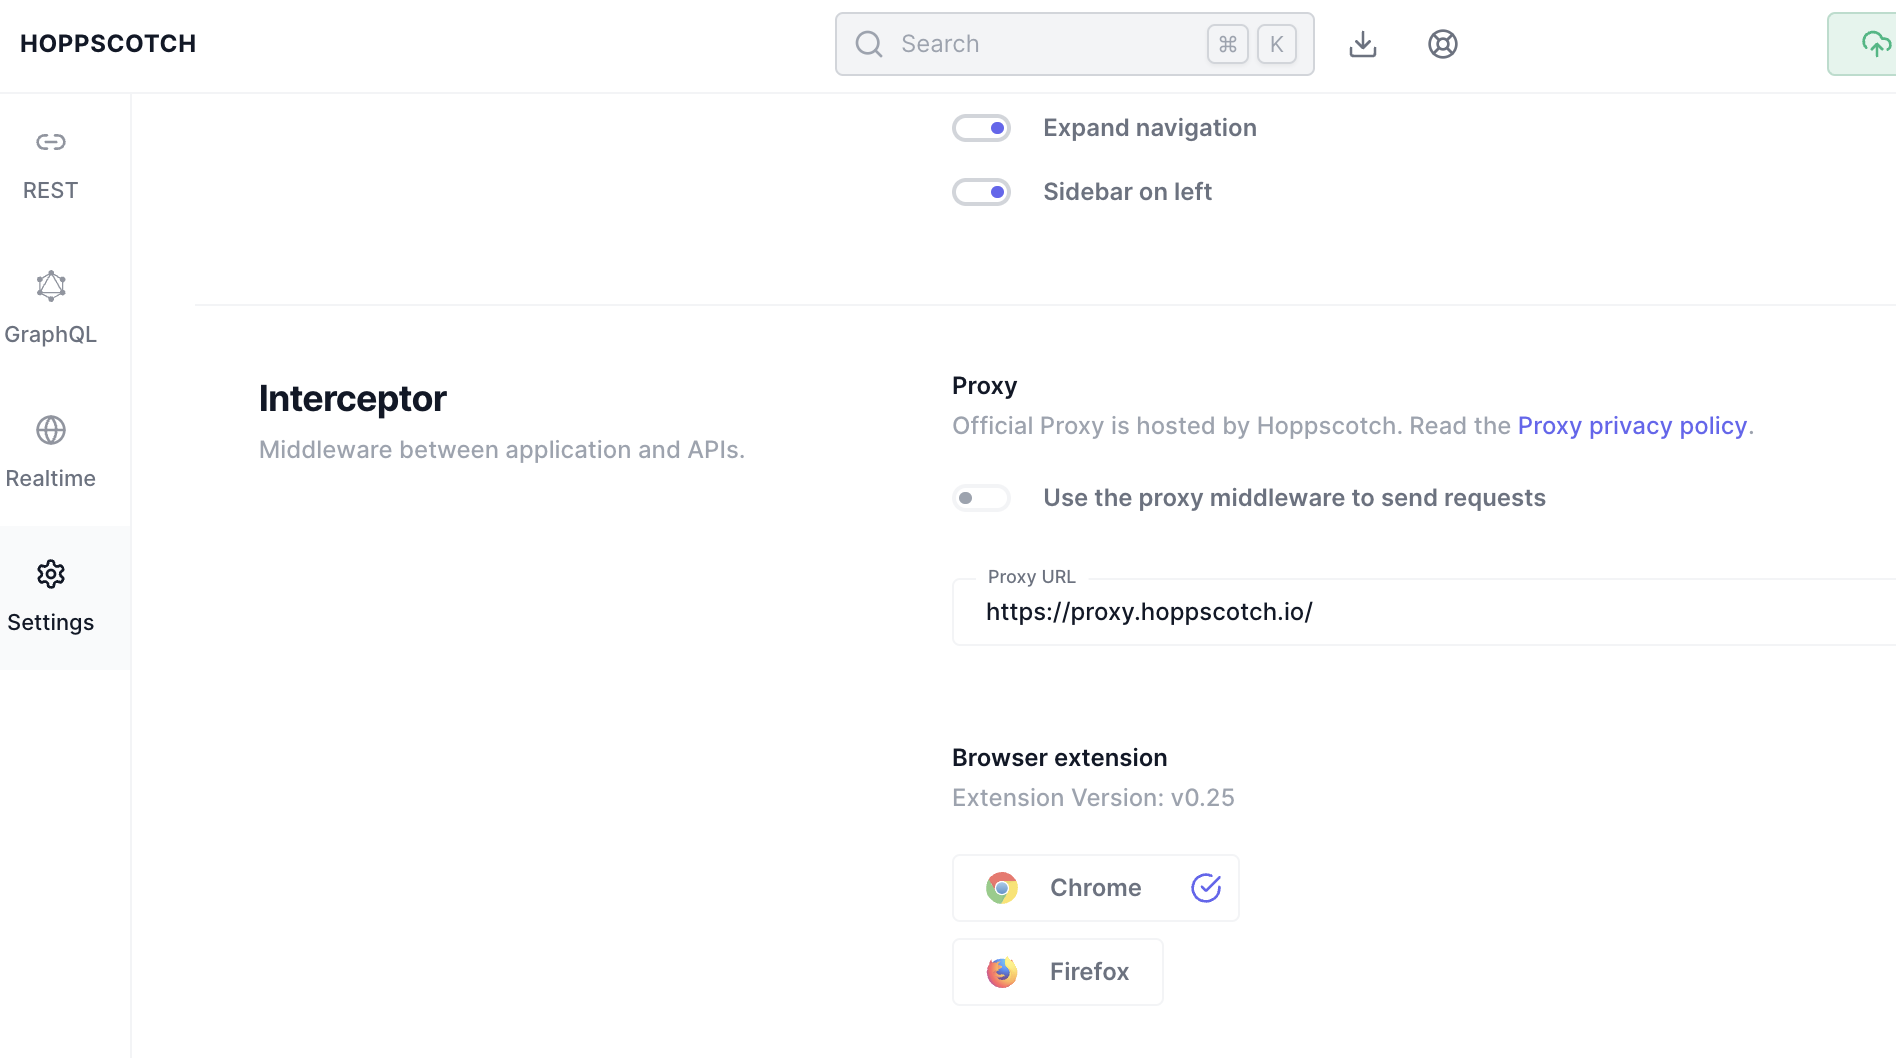 HOPPSCOTCH
Search
⌘ K
REST
GraphQL
Realtime
Settings
Expand navigation
Sidebar on left
Interceptor
Middleware between application and APIs.
Proxy
Official Proxy is hosted by Hoppscotch. Read the Proxy privacy policy.
Use the proxy middleware to send requests
Proxy URL
https://proxy.hoppscotch.io/
Browser extension
Extension Version: v0.25
Chrome
Firefox